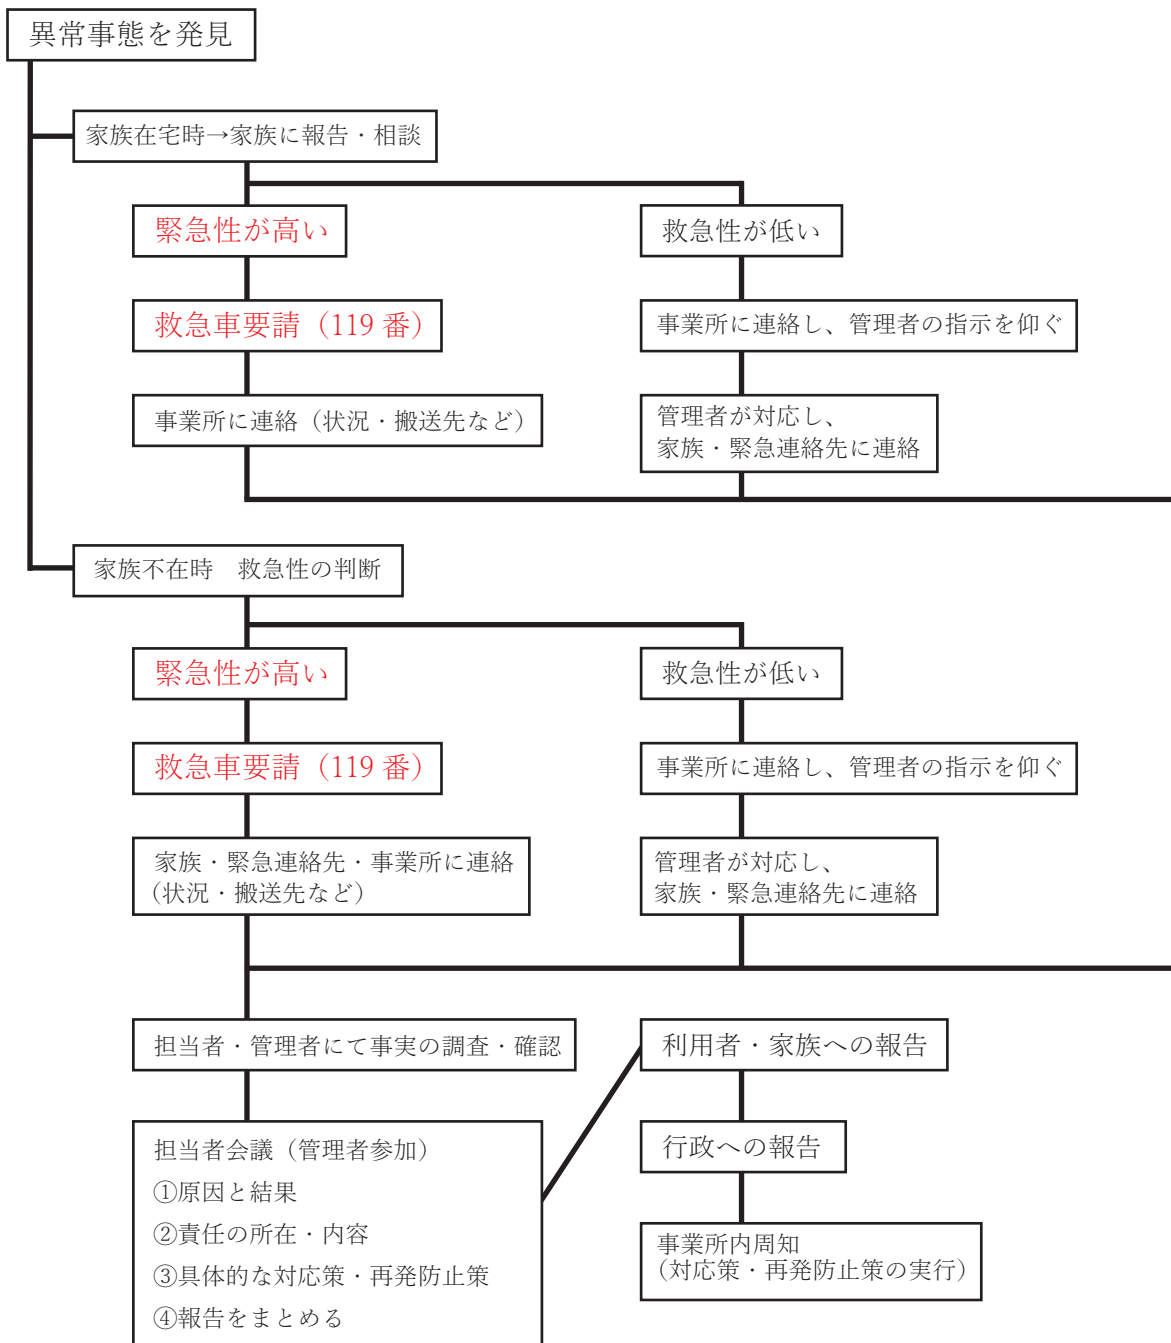 異常事態を発見
家族在宅時→家族に報告・相談
緊急性が高い
救急車要請（119 番）
事業所に連絡（状況・搬送先など）
救急性が低い
事業所に連絡し、管理者の指示を仰ぐ
管理者が対応し、
家族・緊急連絡先に連絡
家族不在時　救急性の判断
緊急性が高い
救急車要請（119 番）
家族・緊急連絡先・事業所に連絡
（状況・搬送先など）
救急性が低い
事業所に連絡し、管理者の指示を仰ぐ
管理者が対応し、
家族・緊急連絡先に連絡
担当者・管理者にて事実の調査・確認
担当者会議（管理者参加）
①原因と結果
②責任の所在・内容
③具体的な対応策・再発防止策
④報告をまとめる
利用者・家族への報告
行政への報告
事業所内周知
（対応策・再発防止策の実行）